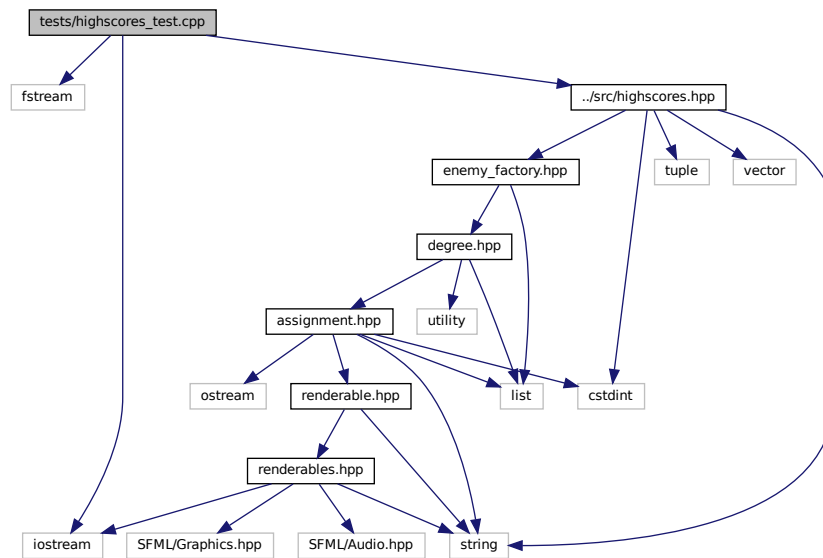 tests/highscores_test.cpp
fstream
../src/highscores.hpp
enemy_factory.hpp
tuple
vector
degree.hpp
assignment.hpp
utility
ostream
renderable.hpp
list
cstdint
renderables.hpp
iostream
SFML/Graphics.hpp
SFML/Audio.hpp
string